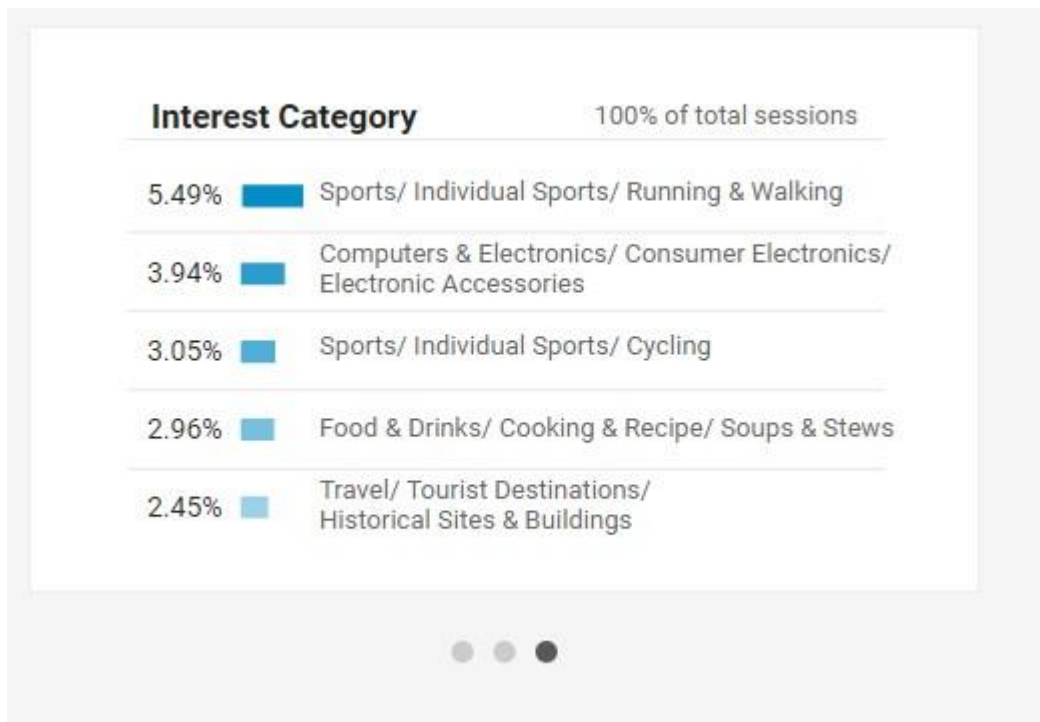 Interest Category
100% of total sessions
5.49%
Sports/ Individual Sports/ Running & Walking
3.94%
Computers & Electronics/ Consumer Electronics/
Electronic Accessories
3.05%
Sports/ Individual Sports/ Cycling
2.96%
Food & Drinks/ Cooking & Recipe/ Soups & Stews
2.45%
Travel/ Tourist Destinations/
Historical Sites & Buildings